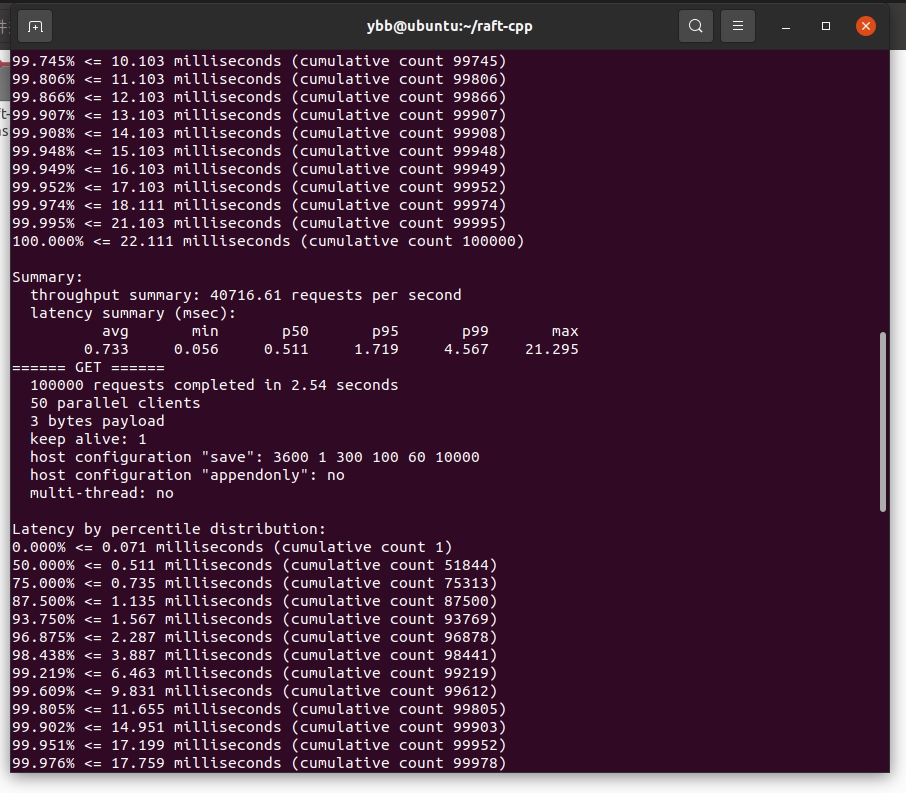 ybb@ubuntu:~/raft-cpp
99.745% <= 10.103 milliseconds (cumulative count 99745)
99.806% <= 11.103 milliseconds (cumulative count 99806)
99.866% <= 12.103 milliseconds (cumulative count 99866)
99.907% <= 13.103 milliseconds (cumulative count 99907)
99.908% <= 14.103 milliseconds (cumulative count 99908)
99.948% <= 15.103 milliseconds (cumulative count 99948)
99.949% <= 16.103 milliseconds (cumulative count 99949)
99.952% <= 17.103 milliseconds (cumulative count 99952)
99.974% <= 18.111 milliseconds (cumulative count 99974)
99.995% <= 21.103 milliseconds (cumulative count 99995)
100.000% <= 22.111 milliseconds (cumulative count 100000)
Summary:
throughput summary: 40716.61 requests per second
latency summary (msec):
avg min p50 p95 p99 max
0.733 0.056 0.511 1.719 4.567 21.295
====== GET ======
100000 requests completed in 2.54 seconds
50 parallel clients
3 bytes payload
keep alive: 1
host configuration "save": 3600 1 300 100 60 10000
host configuration "appendonly": no
multi-thread: no
Latency by percentile distribution:
0.000% <= 0.071 milliseconds (cumulative count 1)
50.000% <= 0.511 milliseconds (cumulative count 51844)
75.000% <= 0.735 milliseconds (cumulative count 75313)
87.500% <= 1.135 milliseconds (cumulative count 87500)
93.750% <= 1.567 milliseconds (cumulative count 93769)
96.875% <= 2.287 milliseconds (cumulative count 96878)
98.438% <= 3.887 milliseconds (cumulative count 98441)
99.219% <= 6.463 milliseconds (cumulative count 99219)
99.609% <= 9.831 milliseconds (cumulative count 99612)
99.805% <= 11.655 milliseconds (cumulative count 99805)
99.902% <= 14.951 milliseconds (cumulative count 99903)
99.951% <= 17.199 milliseconds (cumulative count 99952)
99.976% <= 17.759 milliseconds (cumulative count 99978)